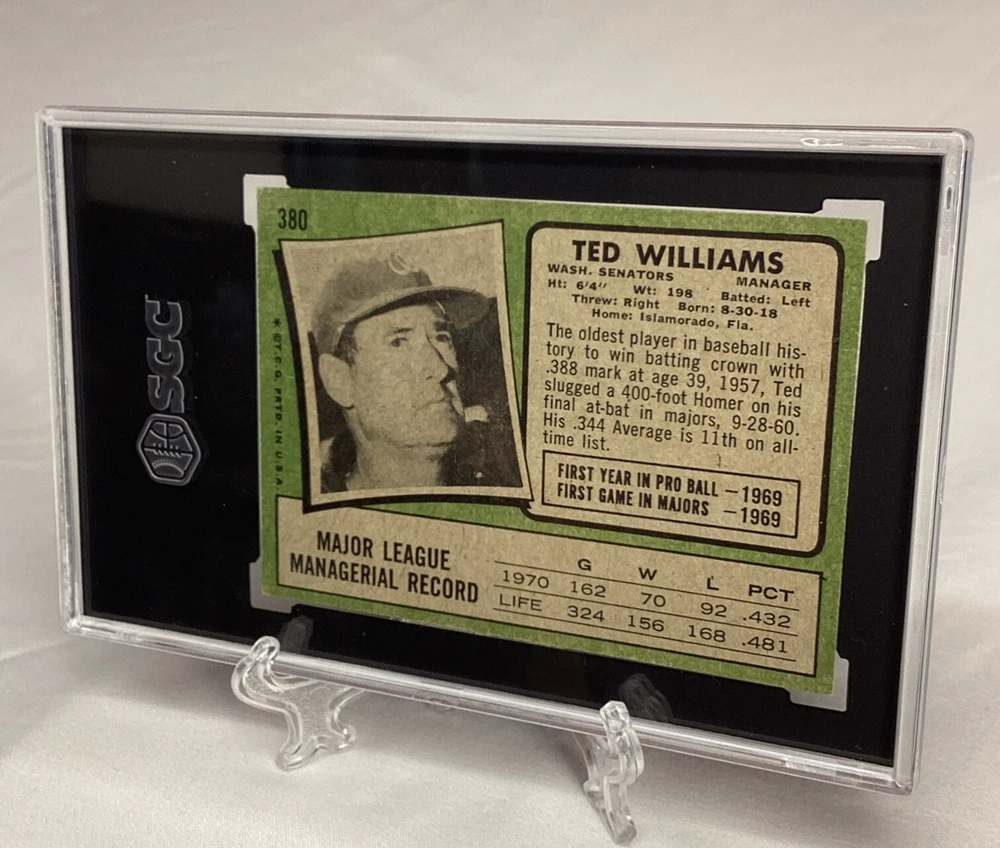 SGC
380
* ©T.C.G. PRTD. IN U.S.A.
TED WILLIAMS
WASH. SENATORS MANAGER
Ht: 6'4" Wt: 198 Batted: Left
Threw: Right Born: 8-30-18
Home: Islamorado, Fla.
The oldest player in baseball his-
tory to win batting crown with
.388 mark at age 39, 1957, Ted
slugged a 400-foot Homer on his
final at-bat in majors, 9-28-60.
His .344 Average is 11th on all-
time list.
FIRST YEAR IN PRO BALL – 1969
FIRST GAME IN MAJORS – 1969
MAJOR LEAGUE
MANAGERIAL RECORD
G W L PCT
1970 162 70 92 .432
LIFE 324 156 168 .481